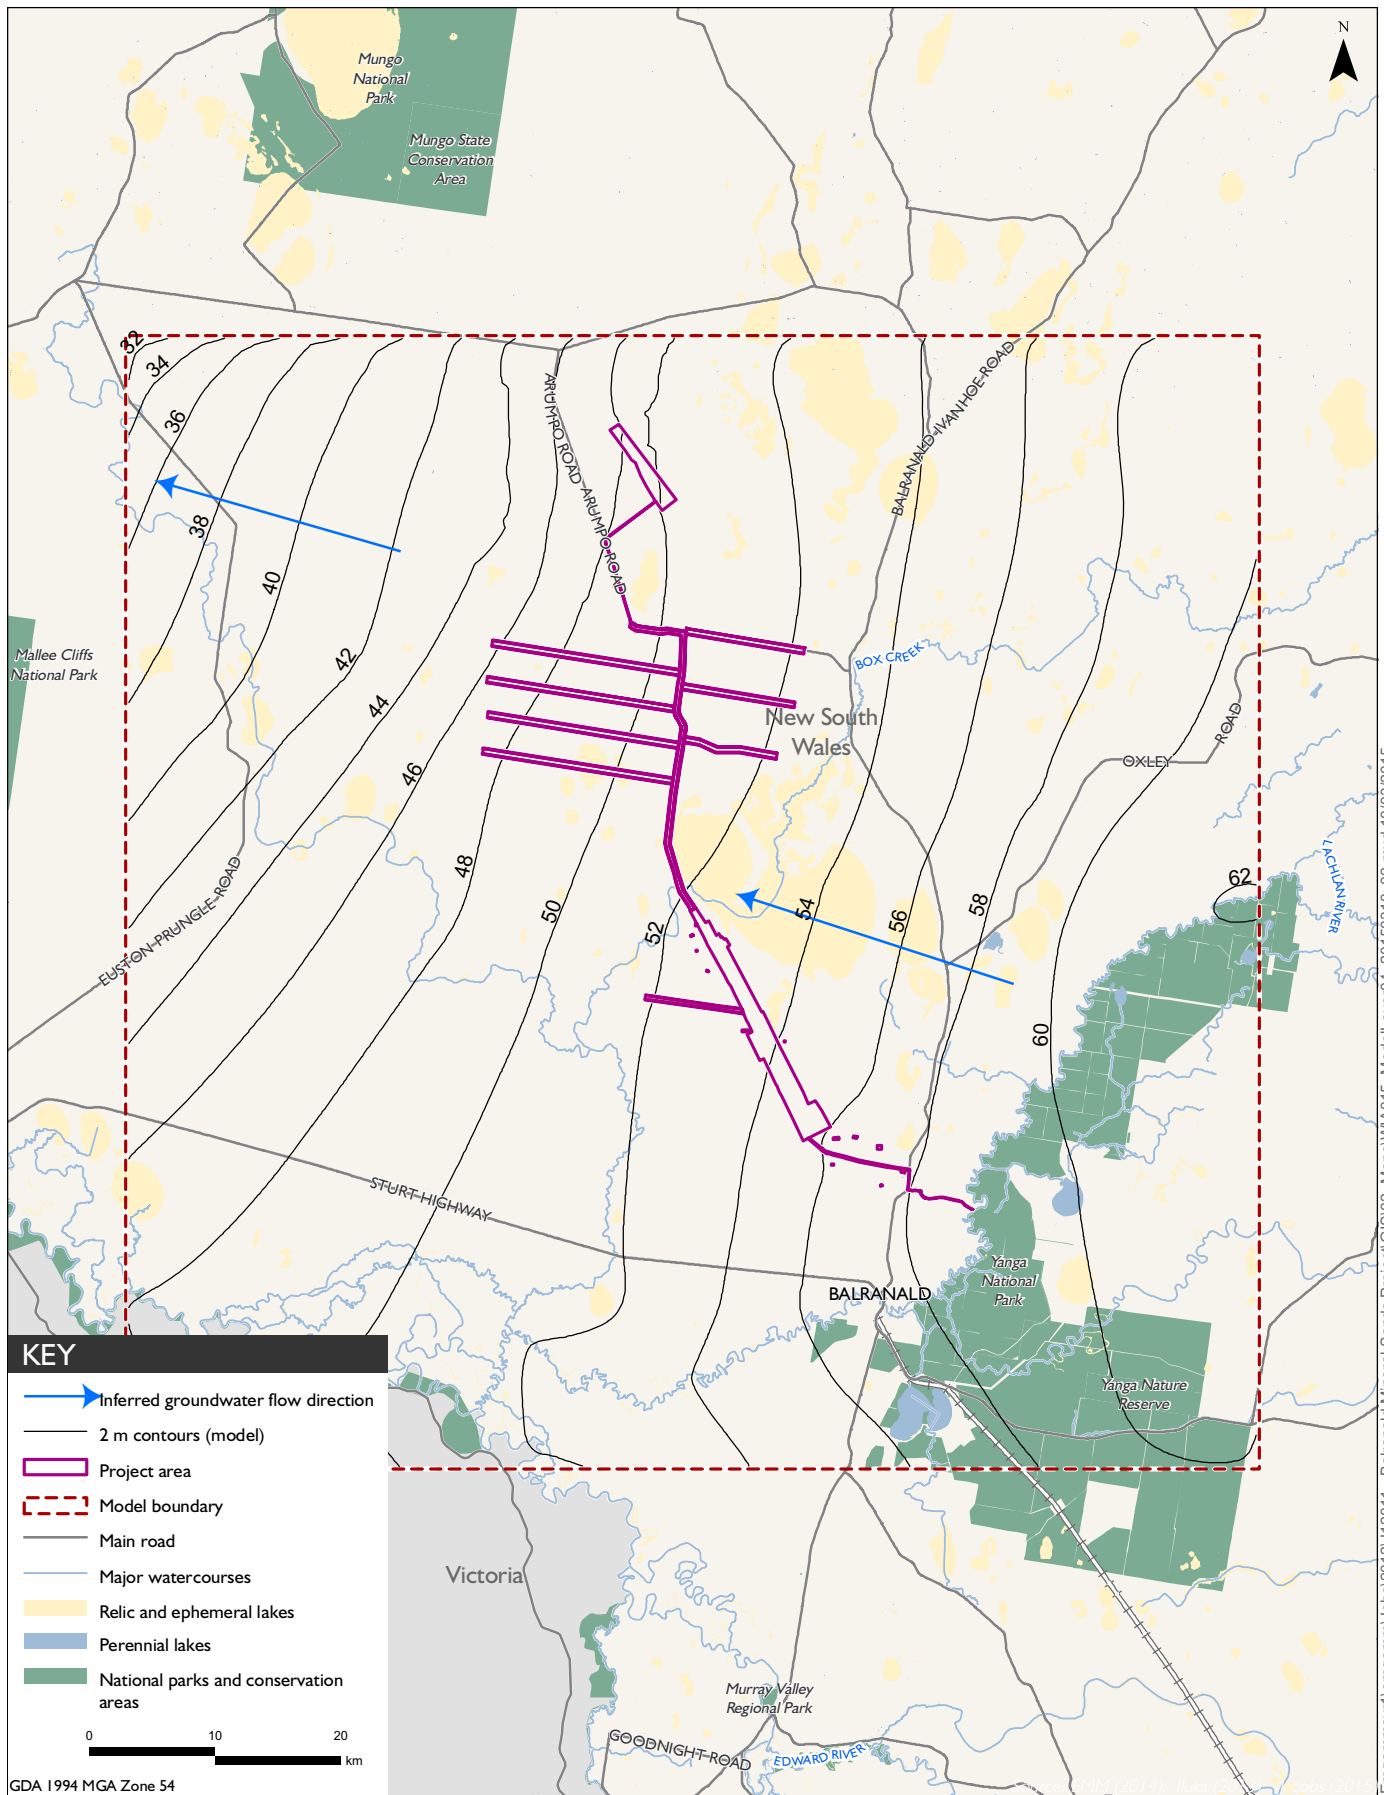 N
Mungo
National
Park
Mungo State
Conservation
Area
32
34
36
38
40
42
44
46
48
50
52
54
56
58
60
62
ARUMPO ROAD
ARUMPO ROAD
BALRANALD-IVANHOE-ROAD
BOX CREEK
Mallee Cliffs
National Park
New South
Wales
OXLEY
ROAD
LACHLAN RIVER
EUSTON-PRUNGLE-ROAD
STURT HIGHWAY
BALRANALD
Yanga
National
Park
Yanga Nature
Reserve
Victoria
Murray Valley
Regional Park
GOODNIGHT-ROAD
EDWARD RIVER
KEY
Inferred groundwater flow direction
2 m contours (model)
Project area
Model boundary
Main road
Major watercourses
Relic and ephemeral lakes
Perennial lakes
National parks and conservation
areas
0 10 20
km
GDA 1994 MGA Zone 54